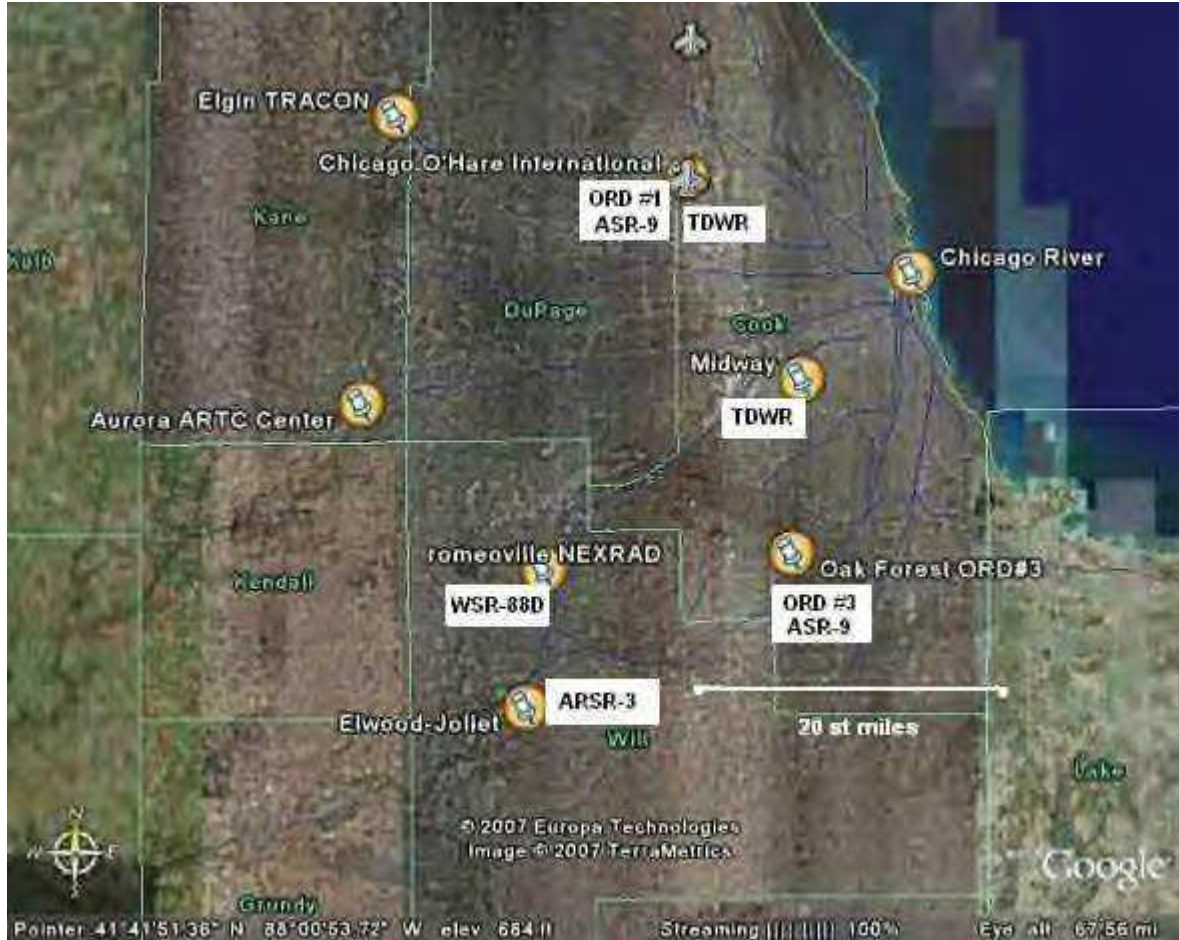 Elgin TRACON
Chicago O'Hare International
ORD #1
ASR-9
TDWR
Kane
Kalb
Chicago River
DuPage
Cook
Midway
TDWR
Aurora ARTC Center
romeoville NEXRAD
WSR-88D
Kendall
Oak Forest ORD#3
ORD #3
ASR-9
ARSR-3
Elwood-Joliet
20 st miles
Will
Lake
N
W E
S
© 2007 Europa Technologies
Image © 2007 TerraMetrics
Google
Grundy
Pointer 41°41'51.36" N 88°00'53.72" W elev 684 ft Streaming 100% Eye alt 67.56 mi